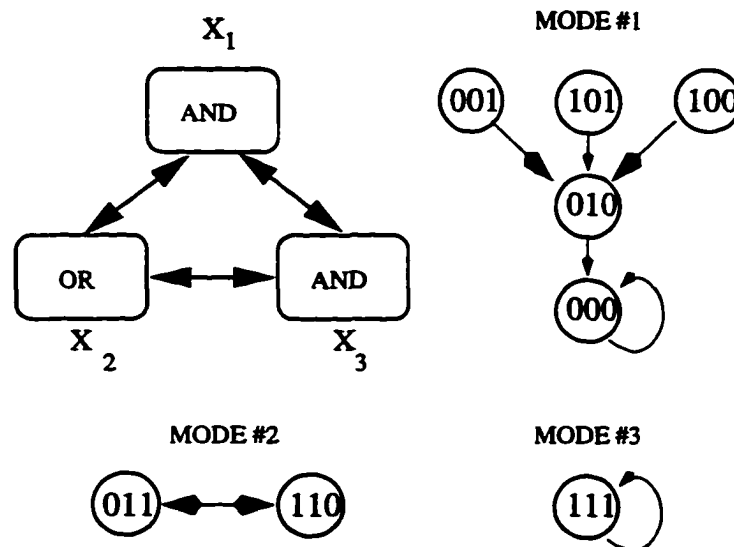 X1
AND
OR
AND
X2
X3
MODE #1
001
101
100
010
000
MODE #2
011
110
MODE #3
111